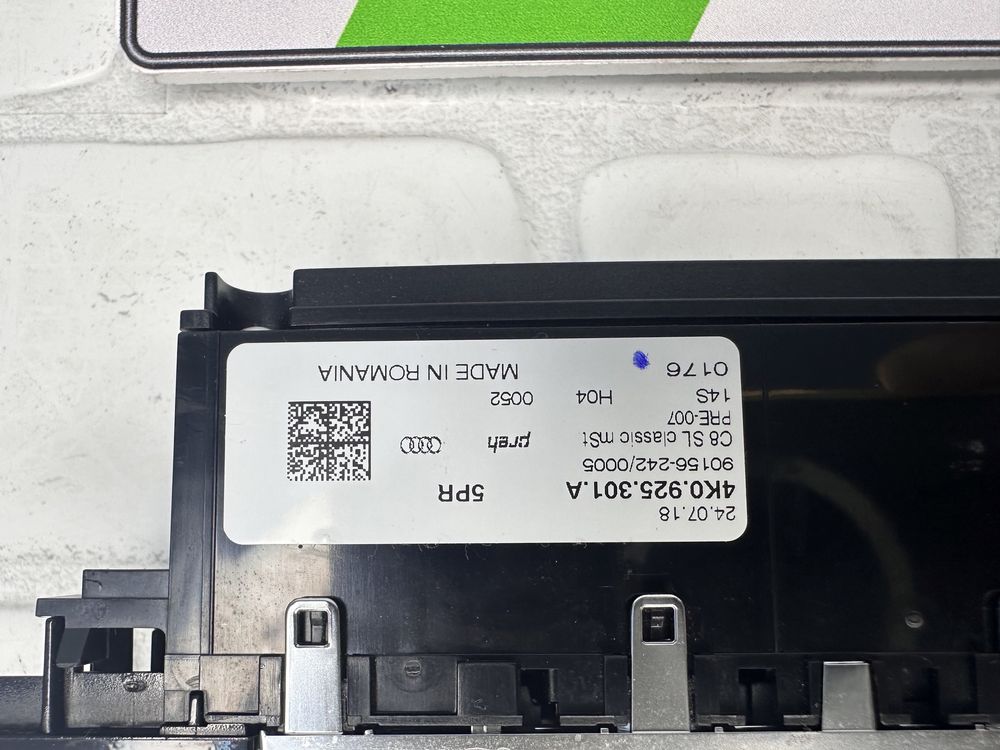 24.07.18
4K0.925.301.A 5PR
90156-242/0005
C8 SL classic mSt preh
PRE-007
14S H04 0052
0176 MADE IN ROMANIA